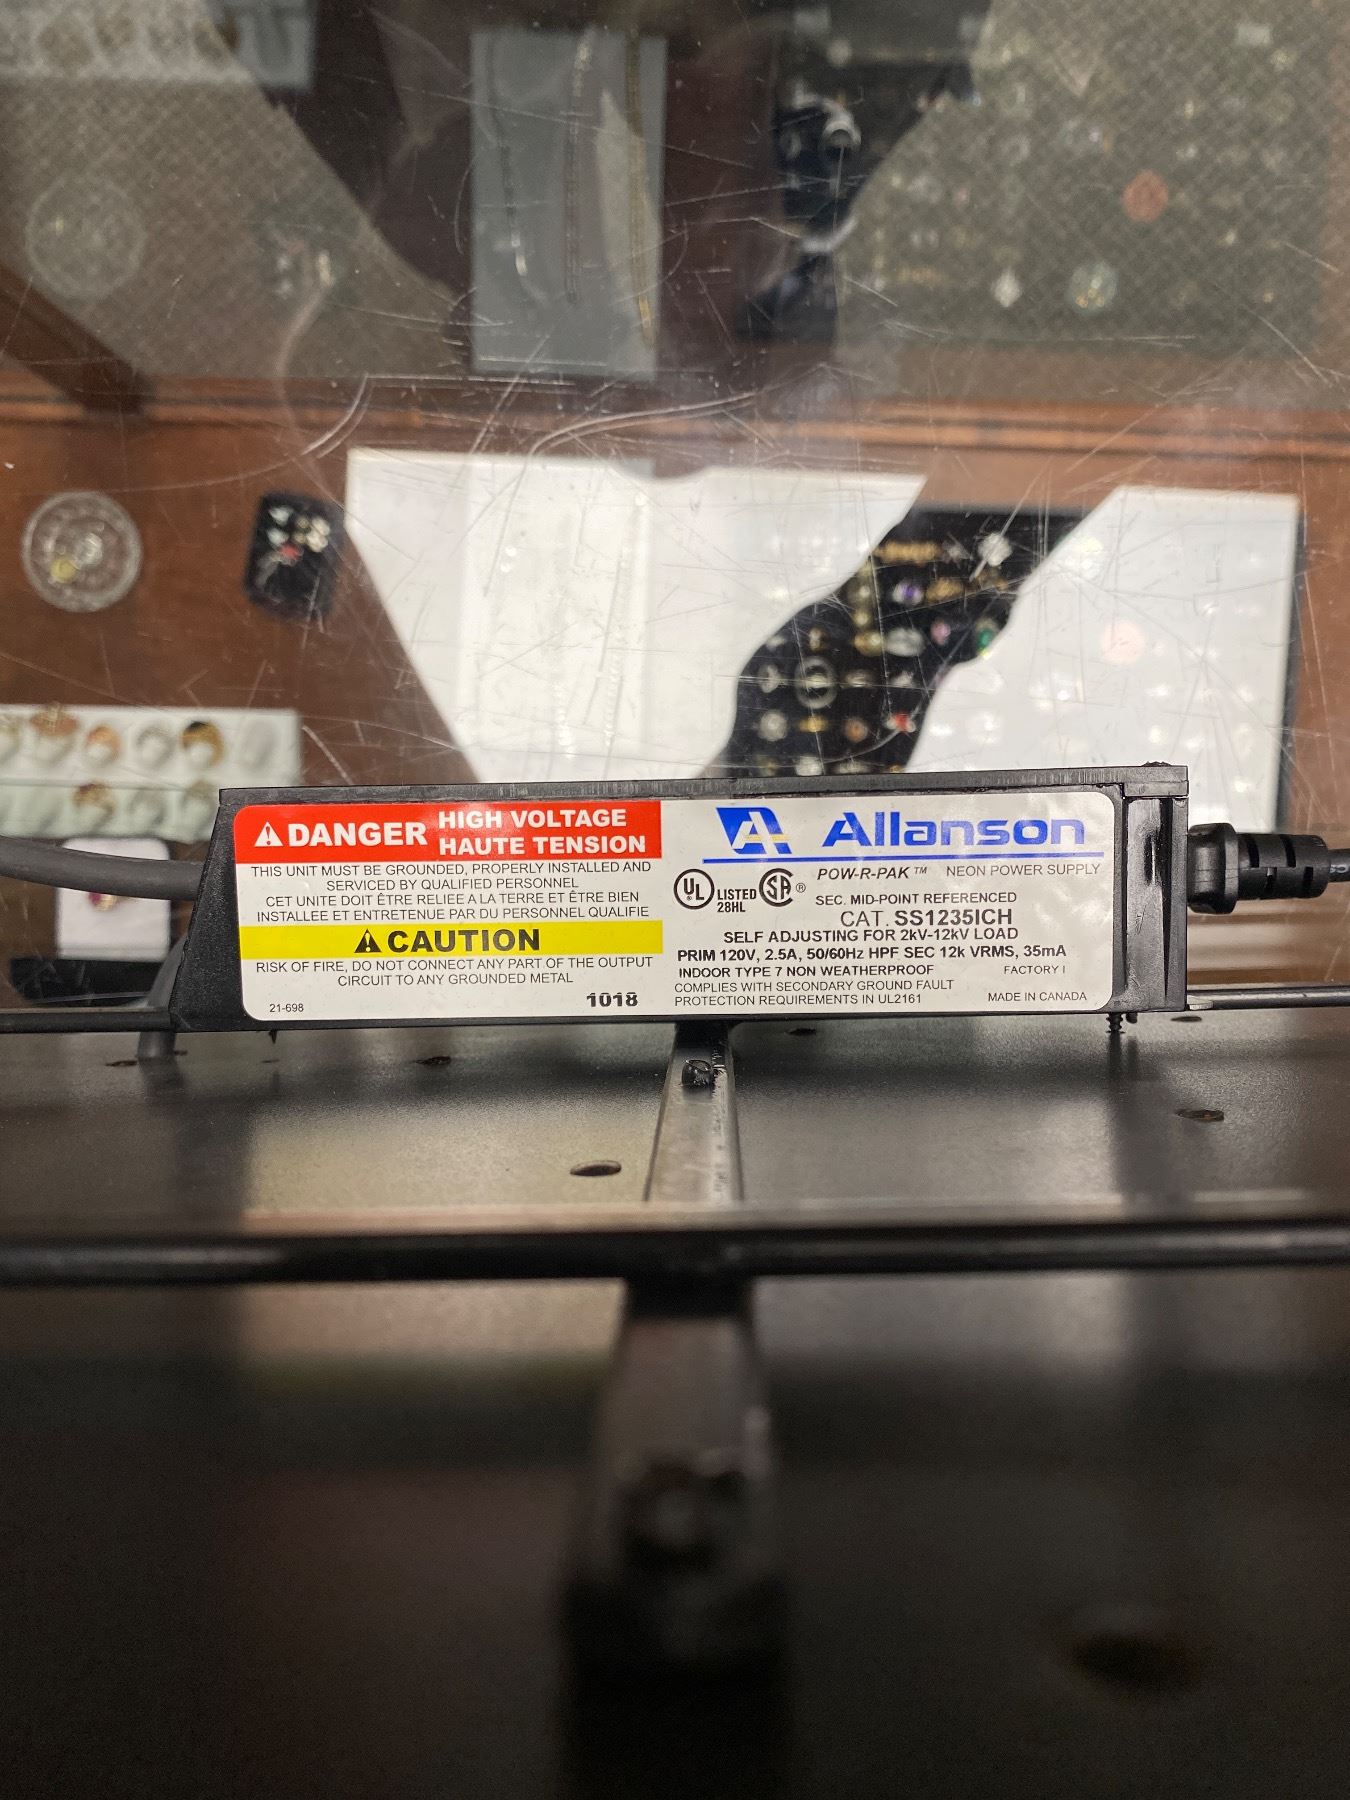 DANGER HIGH VOLTAGE
HAUTE TENSION
THIS UNIT MUST BE GROUNDED, PROPERLY INSTALLED AND
SERVICED BY QUALIFIED PERSONNEL
CET UNITE DOIT ÊTRE RELIEE A LA TERRE ET ÊTRE BIEN
INSTALLEE ET ENTRETENUE PAR DU PERSONNEL QUALIFIE
CAUTION
RISK OF FIRE, DO NOT CONNECT ANY PART OF THE OUTPUT
CIRCUIT TO ANY GROUNDED METAL
21-698 1018
Allanson
POW-R-PAK™ NEON POWER SUPPLY
UL LISTED SA ®
28HL
SEC. MID-POINT REFERENCED
CAT. SS1235ICH
SELF ADJUSTING FOR 2kV-12kV LOAD
PRIM 120V, 2.5A, 50/60Hz HPF SEC 12k VRMS, 35mA
INDOOR TYPE 7 NON WEATHERPROOF FACTORY I
COMPLIES WITH SECONDARY GROUND FAULT
PROTECTION REQUIREMENTS IN UL2161 MADE IN CANADA